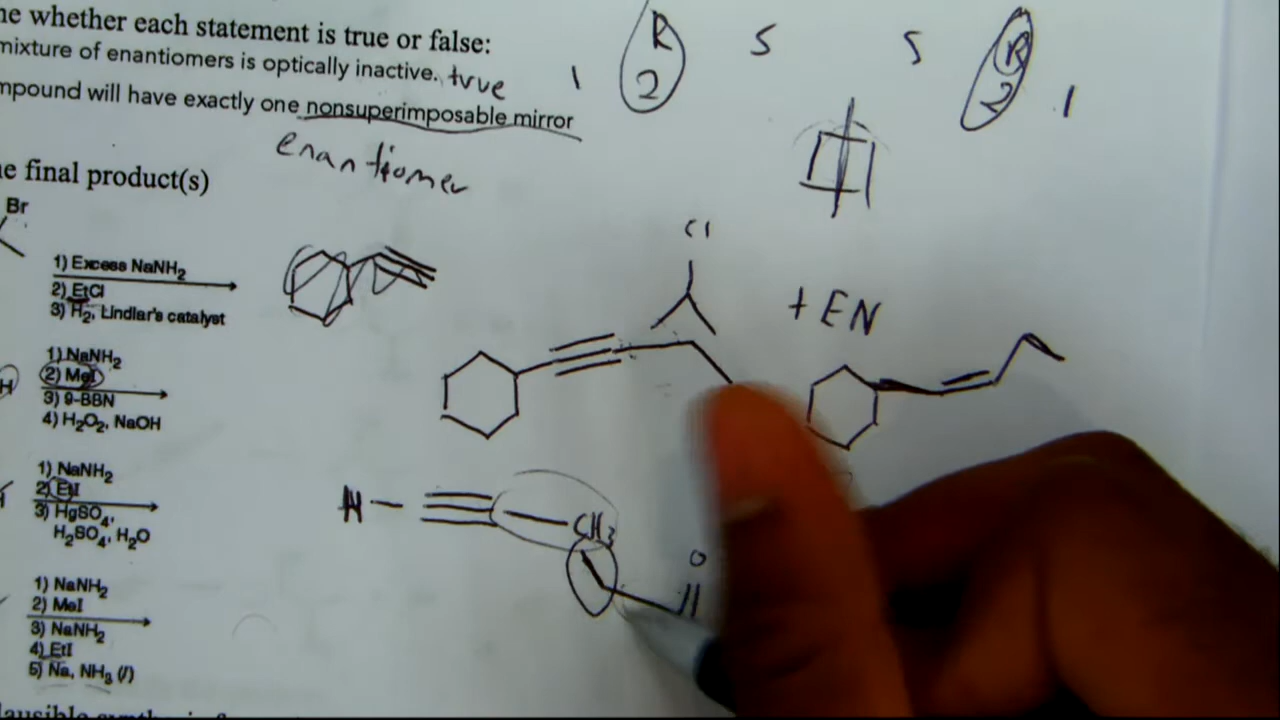 ne whether each statement is true or false:
mixture of enantiomers is optically inactive. true
mpound will have exactly one nonsuperimposable mirror
enantiomer
R S S R
1 2 2 1
he final product(s)
Br
1) Excess NaNH2
2) EtCl
3) H2, Lindlar's catalyst
Cl
+ EN
H
1) NaNH2
2) MeI
3) 9-BBN
4) H2O2, NaOH
1) NaNH2
2) EtI
3) HgSO4,
H2SO4, H2O
H
CH3
O
1) NaNH2
2) MeI
3) NaNH2
4) EtI
5) Na, NH3 (l)